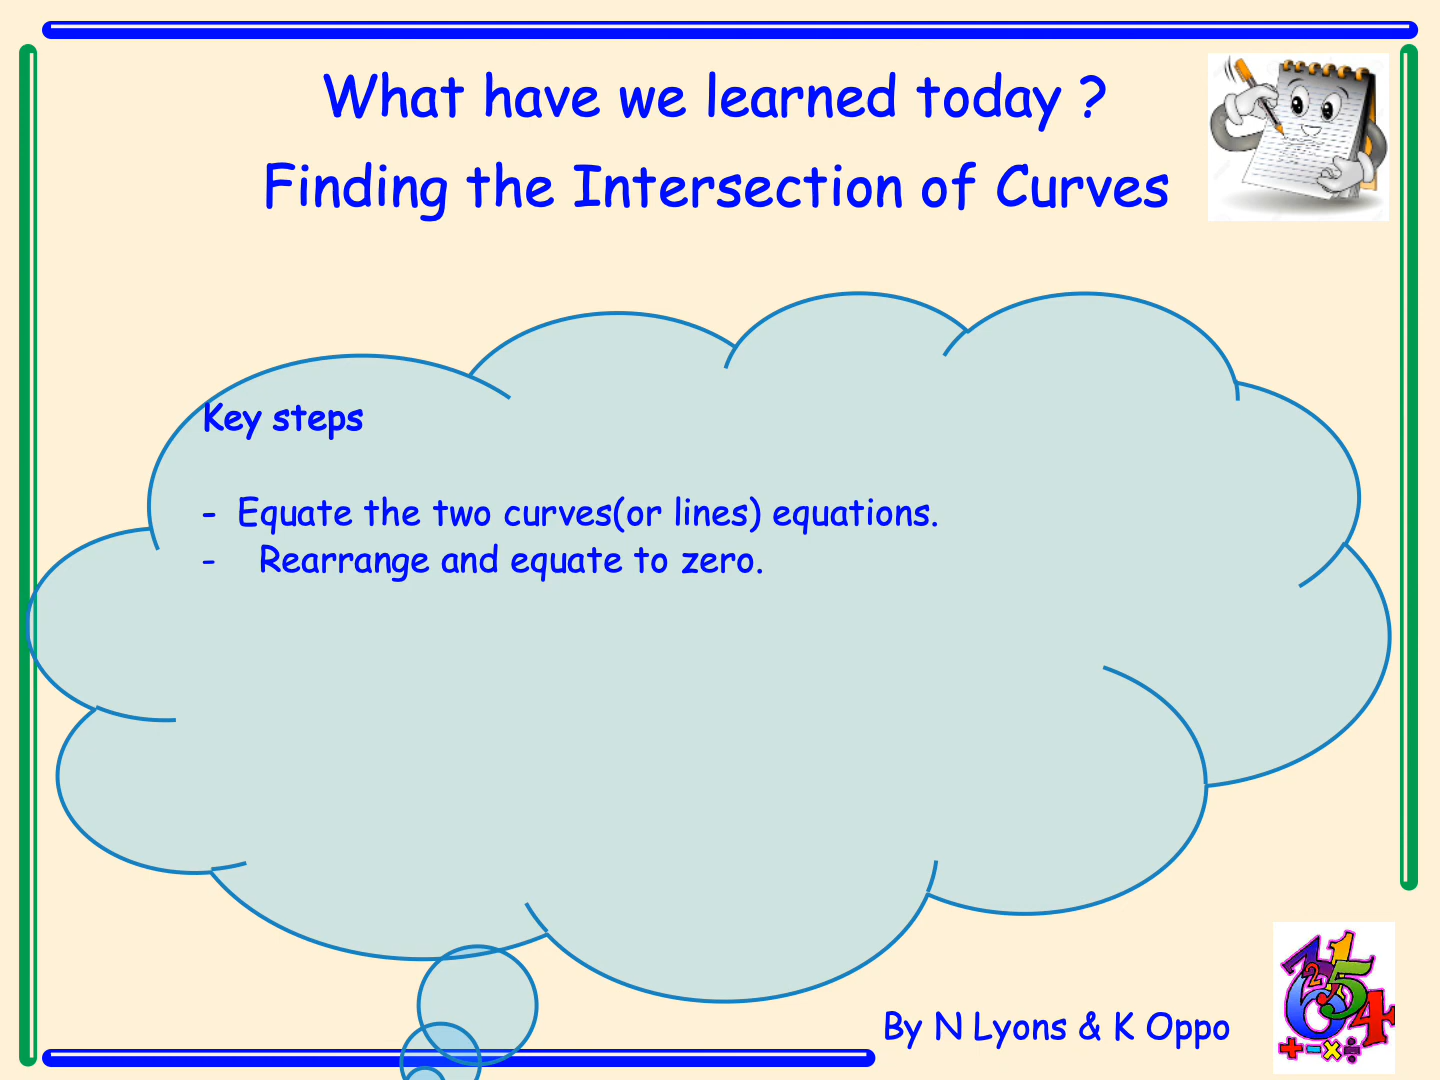 What have we learned today ?
Finding the Intersection of Curves
Key steps
- Equate the two curves(or lines) equations.
- Rearrange and equate to zero.
By N Lyons & K Oppo